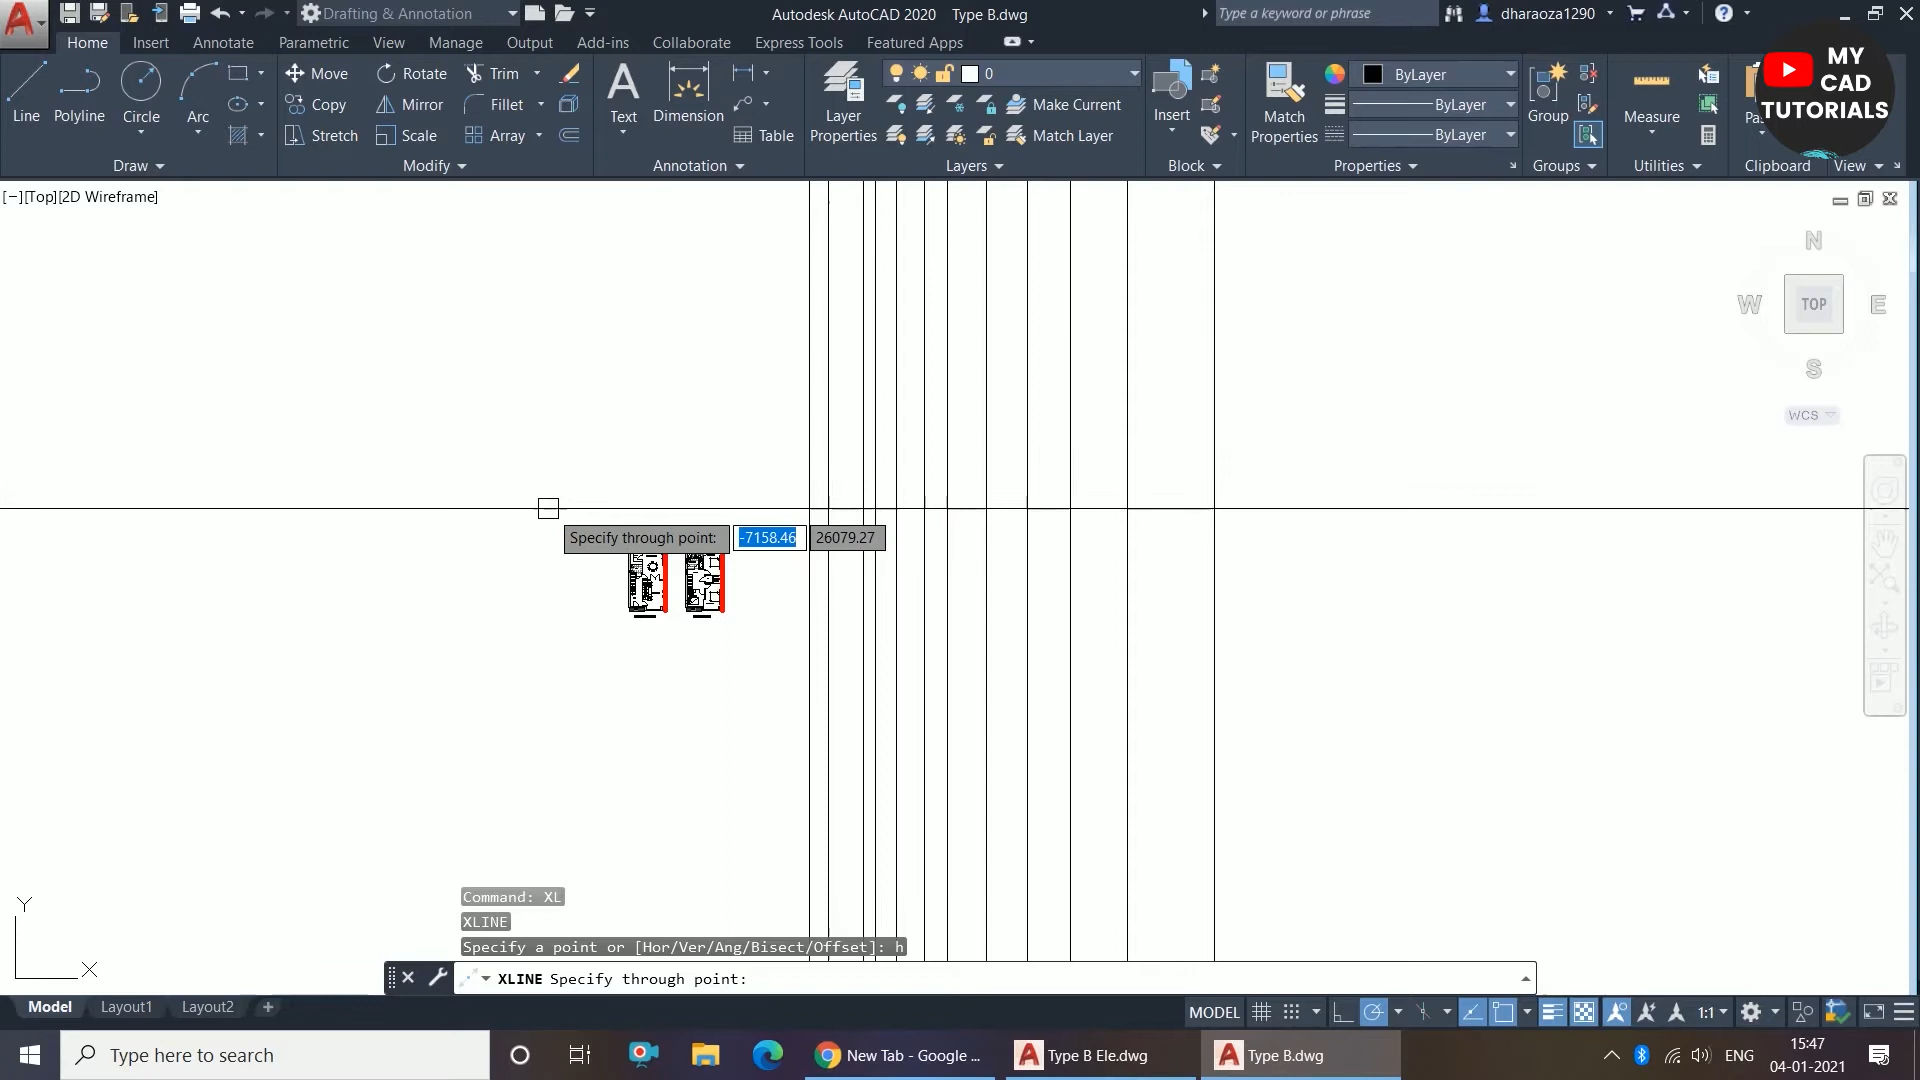 Drafting & Annotation
Autodesk AutoCAD 2020 Type B.dwg
Type a keyword or phrase
dharaoza1290
Home Insert Annotate Parametric View Manage Output Add-ins Collaborate Express Tools Featured Apps
Line Polyline Circle Arc
Move Rotate Trim
Copy Mirror Fillet
Stretch Scale Array
Text Dimension Table
Layer Properties
0
Make Current
Match Layer
Insert
Match Properties
ByLayer
ByLayer
ByLayer
Group
Measure
MY
CAD
TUTORIALS
Draw Modify Annotation Layers Block Properties Groups Utilities Clipboard View
[−][Top][2D Wireframe]
N
W TOP E
S
WCS
Specify through point: -7158.46 26079.27
Y
X
Command: XL
XLINE
Specify a point or [Hor/Ver/Ang/Bisect/Offset]: h
XLINE Specify through point:
Model Layout1 Layout2 +
MODEL 1:1
Type here to search
New Tab - Google ...
Type B Ele.dwg
Type B.dwg
ENG
15:47
04-01-2021